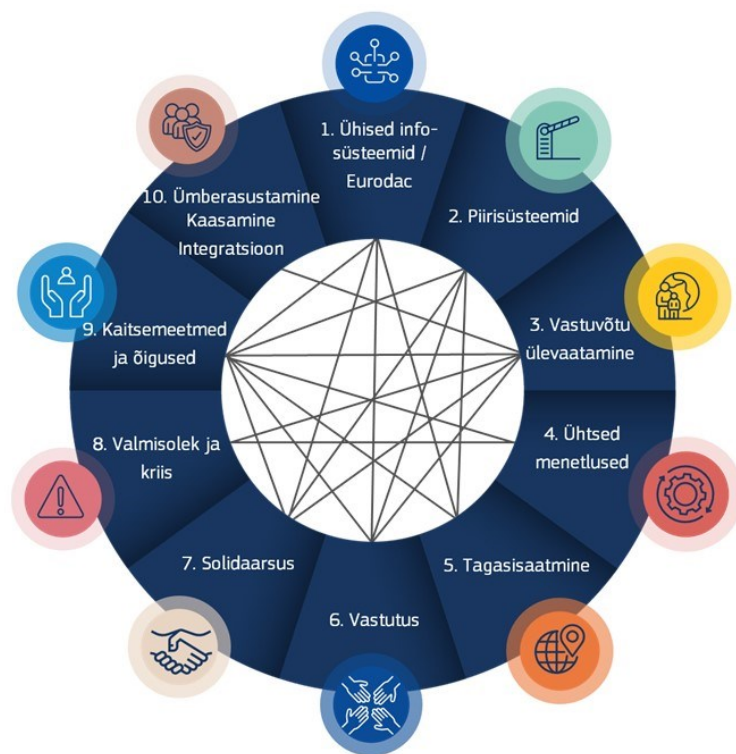 1. Ühised info-
süsteemid /
Eurodac
2. Piirisüsteemid
3. Vastuvõtu
ülevaatamine
4. Ühtsed
menetlused
5. Tagasisaatmine
6. Vastutus
7. Solidaarsus
8. Valmisolek ja
kriis
9. Kaitsemeetmed
ja õigused
10. Ümberasustamine
Kaasamine
Integratsioon